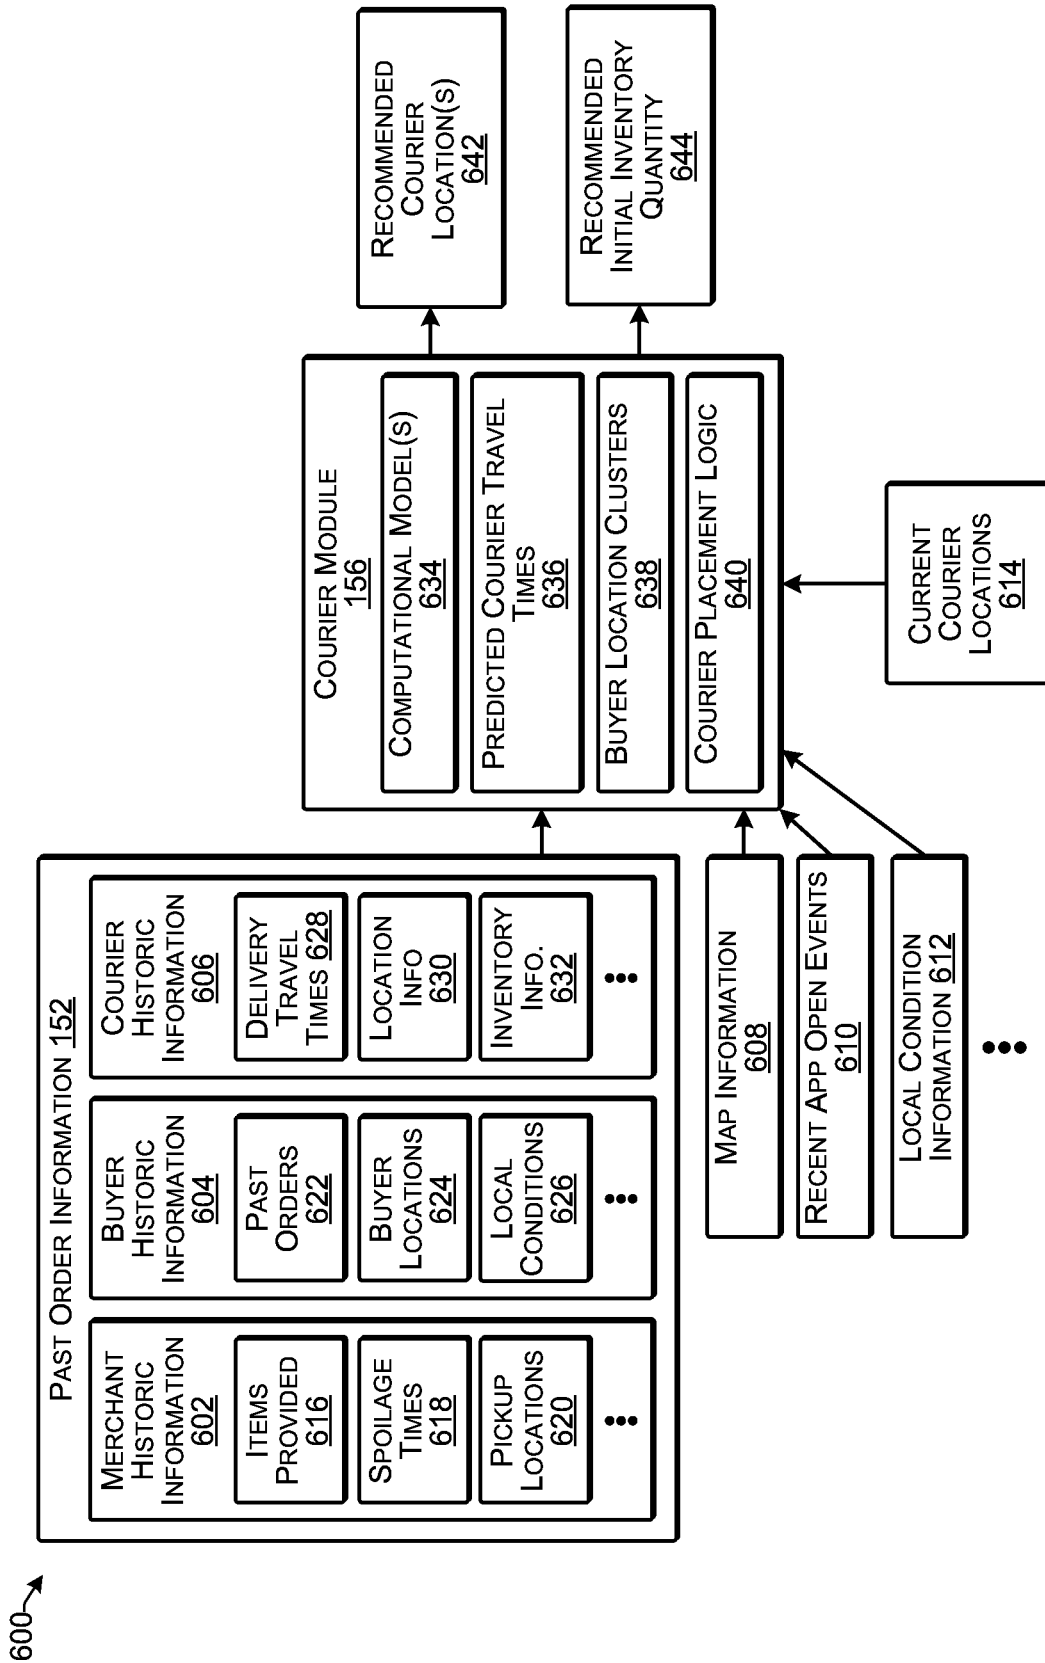 600
PAST ORDER INFORMATION 152
MERCHANT
HISTORIC
INFORMATION
602
ITEMS
PROVIDED
616
SPOILAGE
TIMES
618
PICKUP
LOCATIONS
620
•••
BUYER
HISTORIC
INFORMATION
604
PAST
ORDERS
622
BUYER
LOCATIONS
624
LOCAL
CONDITIONS
626
•••
COURIER
HISTORIC
INFORMATION
606
DELIVERY
TRAVEL
TIMES 628
LOCATION
INFO
630
INVENTORY
INFO.
632
•••
MAP INFORMATION
608
RECENT APP OPEN EVENTS
610
LOCAL CONDITION
INFORMATION 612
•••
COURIER MODULE
156
COMPUTATIONAL MODEL(S)
634
PREDICTED COURIER TRAVEL
TIMES
636
BUYER LOCATION CLUSTERS
638
COURIER PLACEMENT LOGIC
640
CURRENT
COURIER
LOCATIONS
614
RECOMMENDED
COURIER
LOCATION(S)
642
RECOMMENDED
INITIAL INVENTORY
QUANTITY
644